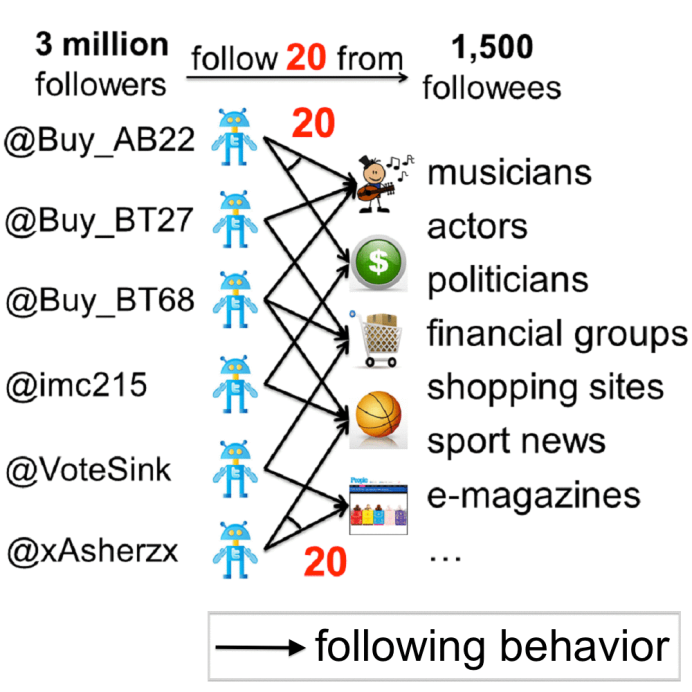 3 million
followers
follow 20 from
1,500
followees
20
@Buy_AB22
@Buy_BT27
@Buy_BT68
@imc215
@VoteSink
@xAsherzx
musicians
actors
politicians
$
financial groups
shopping sites
sport news
People
e-magazines
20
...
following behavior